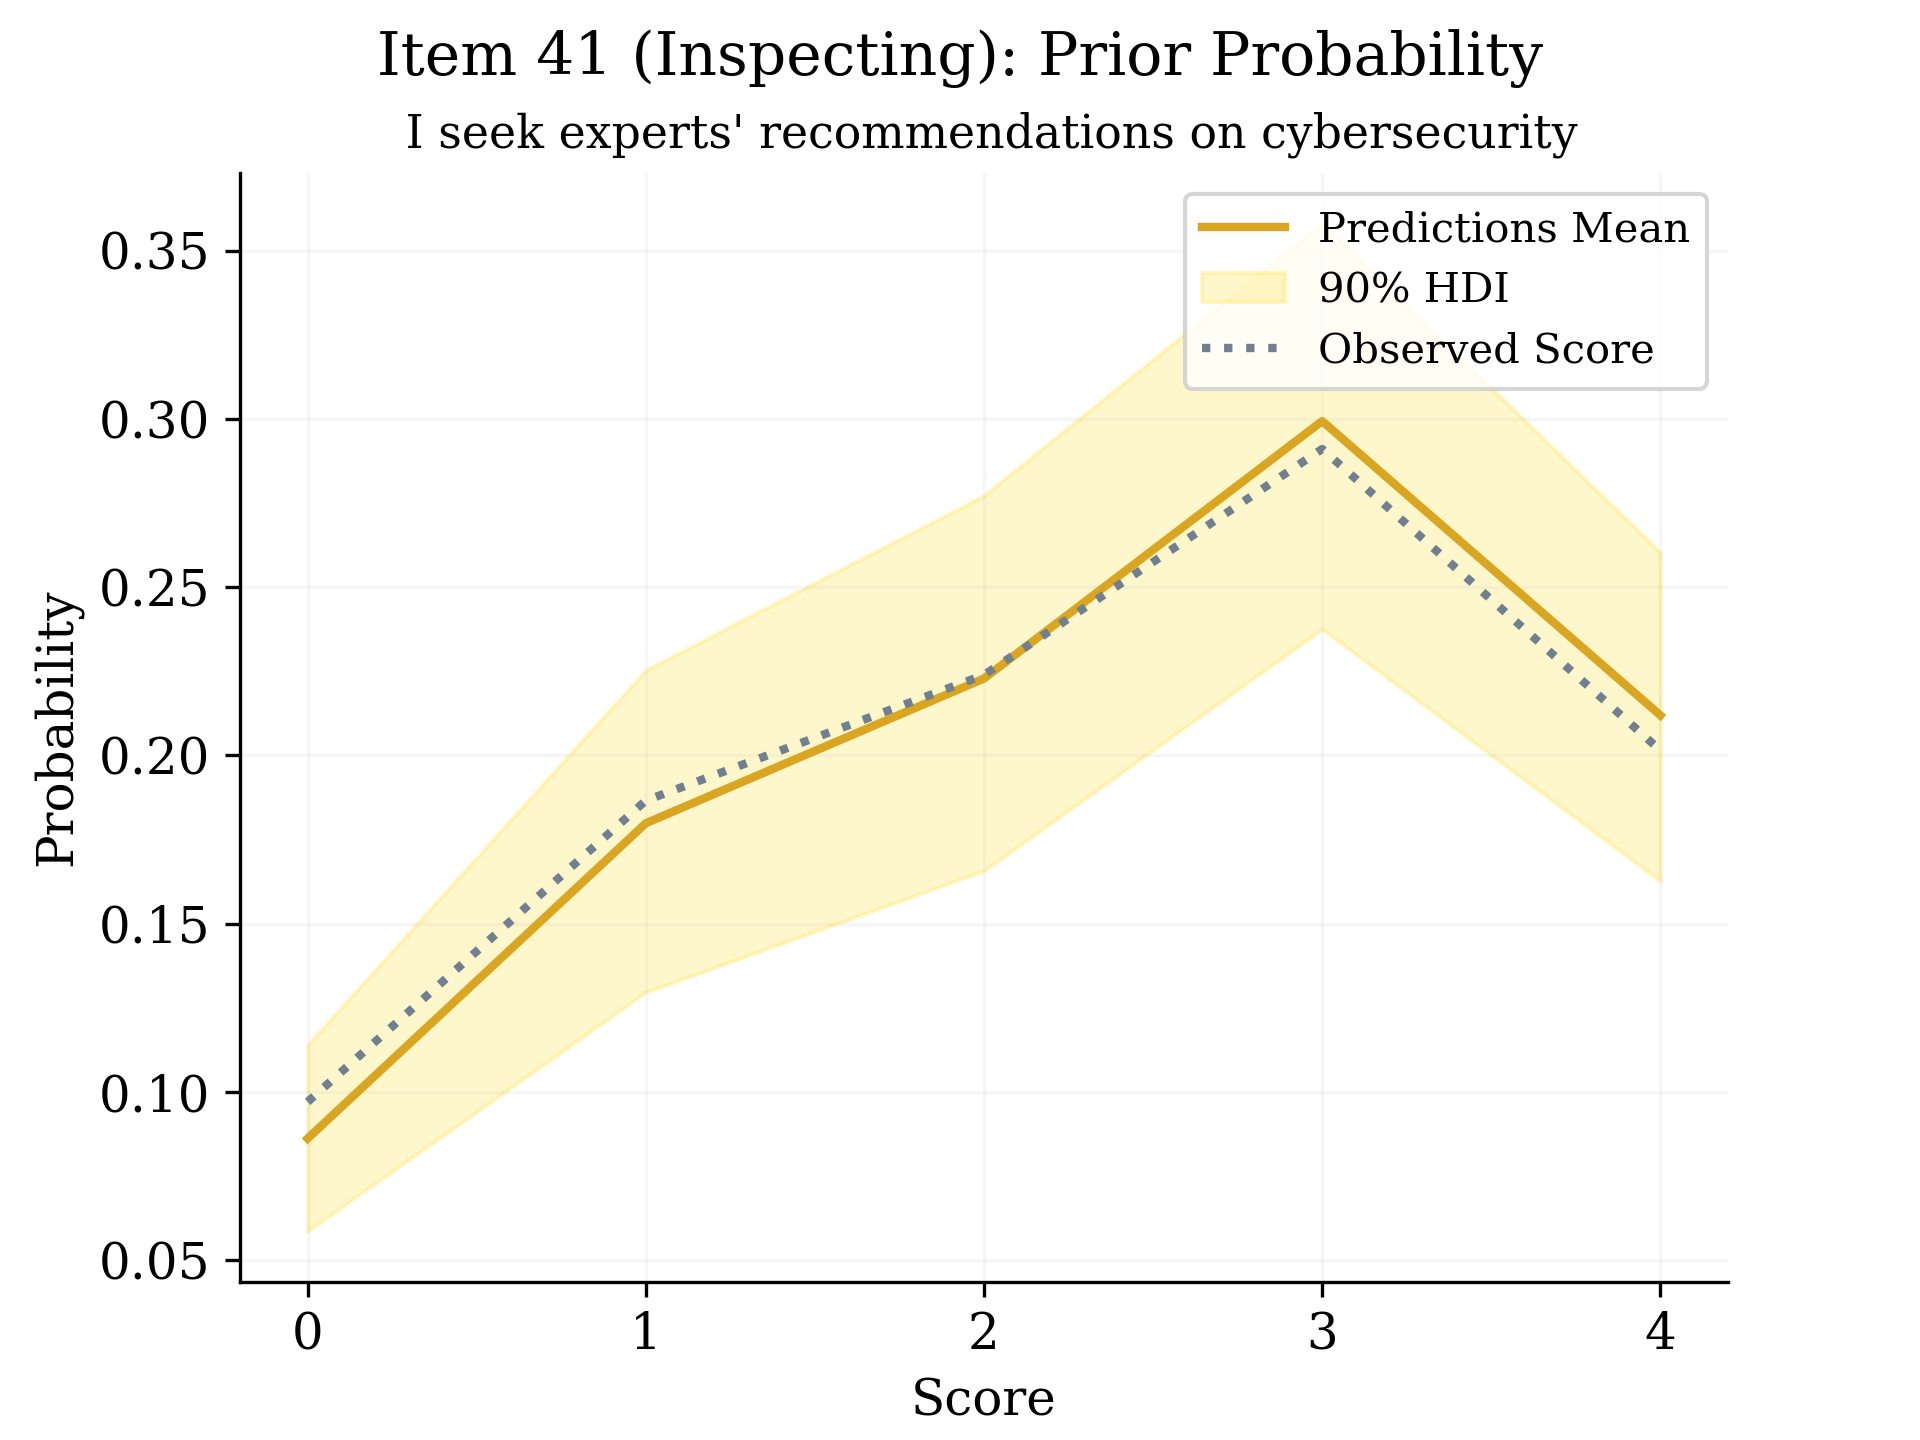 Item 41 (Inspecting): Prior Probability
I seek experts' recommendations on cybersecurity
Predictions Mean
90% HDI
Observed Score
0.35
0.30
0.25
0.20
0.15
0.10
0.05
Probability
0 1 2 3 4
Score